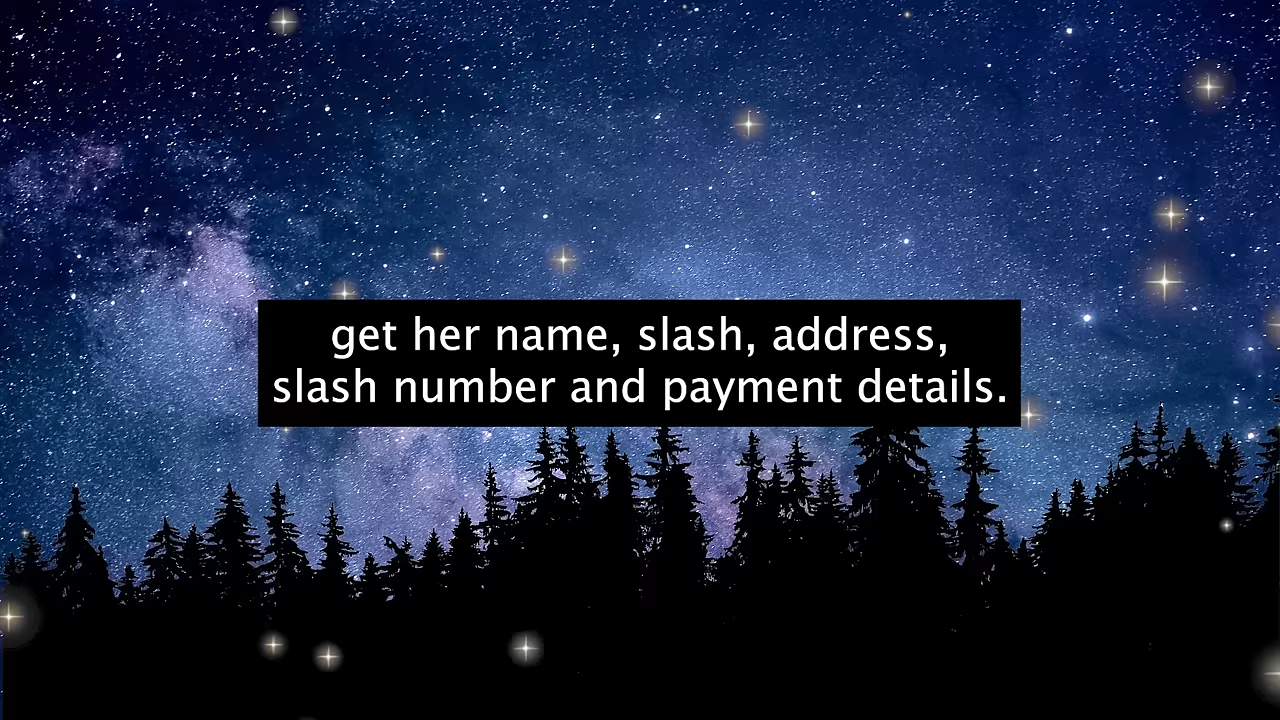 get her name, slash, address,
slash number and payment details.